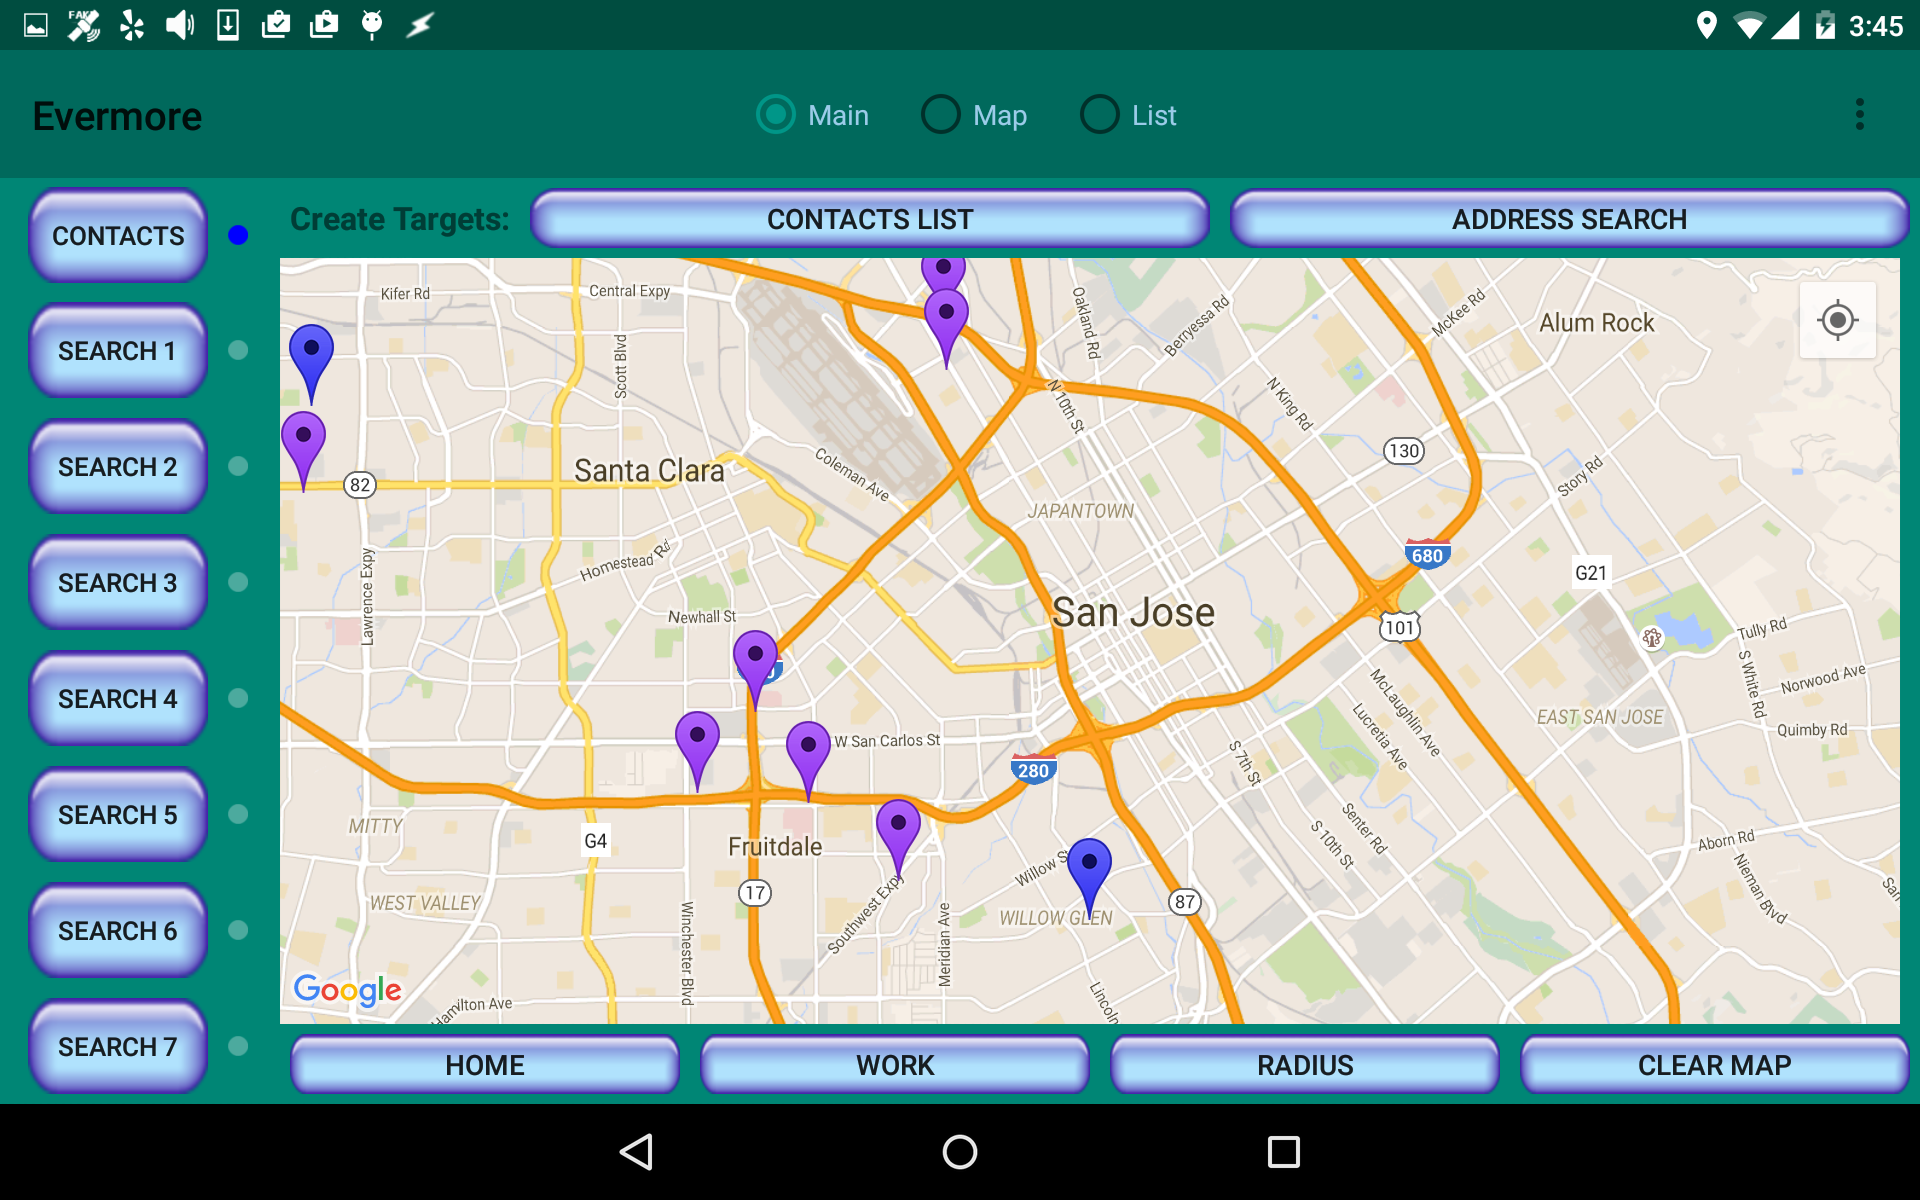 FAKE
3:45
Evermore
Main
Map
List
CONTACTS
SEARCH 1
SEARCH 2
SEARCH 3
SEARCH 4
SEARCH 5
SEARCH 6
SEARCH 7
Create Targets:
CONTACTS LIST
ADDRESS SEARCH
Kifer Rd
Central Expy
Scott Blvd
Oakland Rd
Berryessa Rd
McKee Rd
Alum Rock
N 10th St
N King Rd
130
Santa Clara
82
Coleman Ave
JAPANTOWN
Story Rd
680
Homestead Rd
G21
Lawrence Expy
Newhall St
San Jose
101
Tully Rd
S White Rd
Norwood Ave
McLaughlin Ave
Lucretia Ave
EAST SAN JOSE
Quimby Rd
W San Carlos St
S 7th St
280
MITTY
G4
Fruitdale
Senter Rd
S 10th St
Aborn Rd
Willow S
Nieman Blvd
San
WEST VALLEY
17
Southwest Expy
Meridian Ave
WILLOW GLEN
87
Winchester Blvd
Google
Hamilton Ave
Lincoln
HOME
WORK
RADIUS
CLEAR MAP